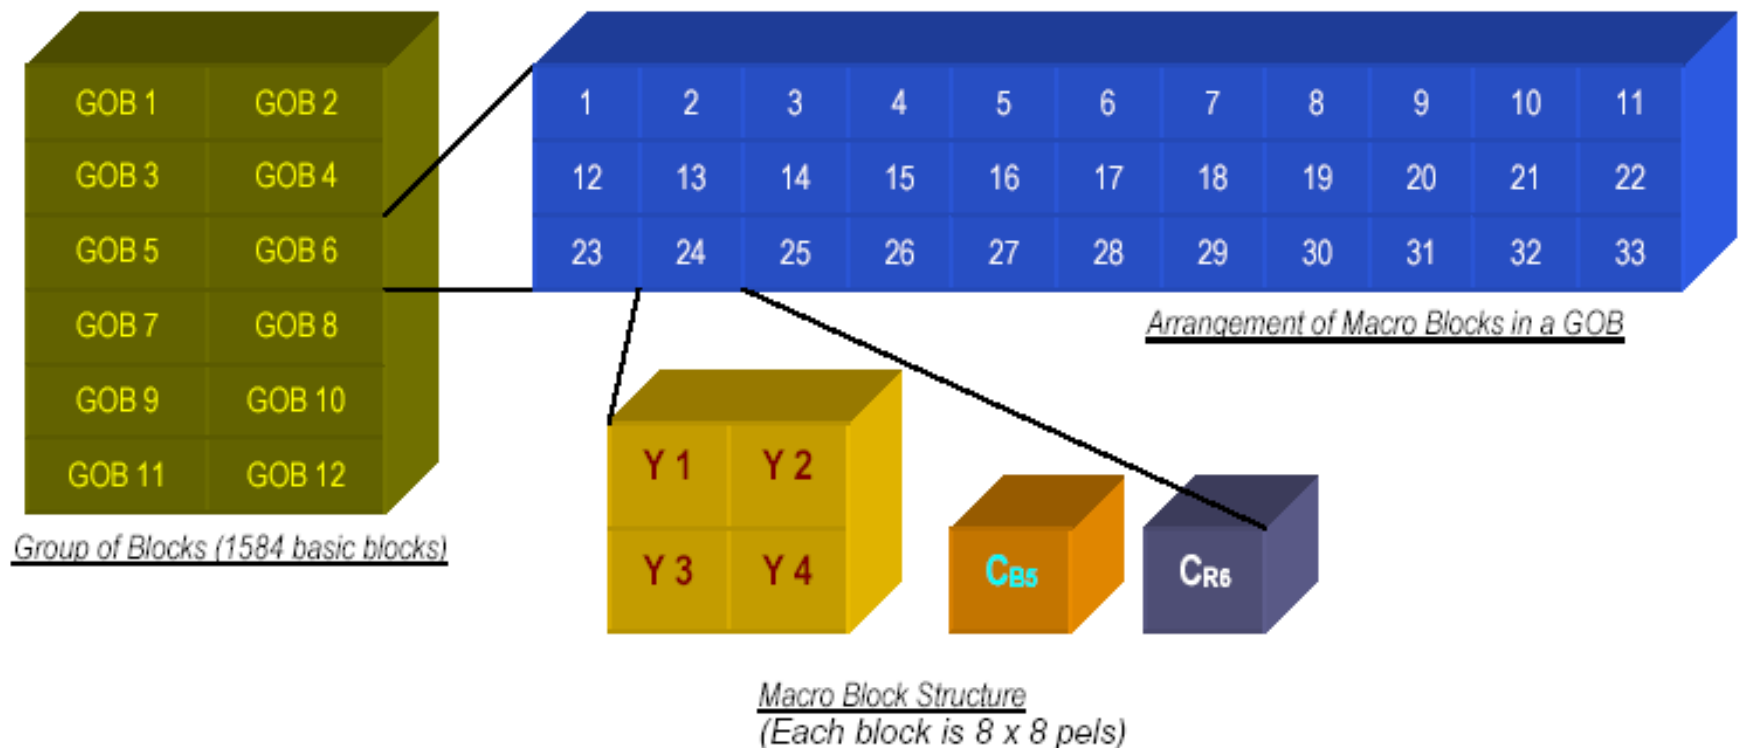 GOB 1 GOB 2
GOB 3 GOB 4
GOB 5 GOB 6
GOB 7 GOB 8
GOB 9 GOB 10
GOB 11 GOB 12
Group of Blocks (1584 basic blocks)
1 2 3 4 5 6 7 8 9 10 11
12 13 14 15 16 17 18 19 20 21 22
23 24 25 26 27 28 29 30 31 32 33
Arrangement of Macro Blocks in a GOB
Y 1 Y 2
Y 3 Y 4
CB5 CR6
Macro Block Structure
(Each block is 8 x 8 pels)